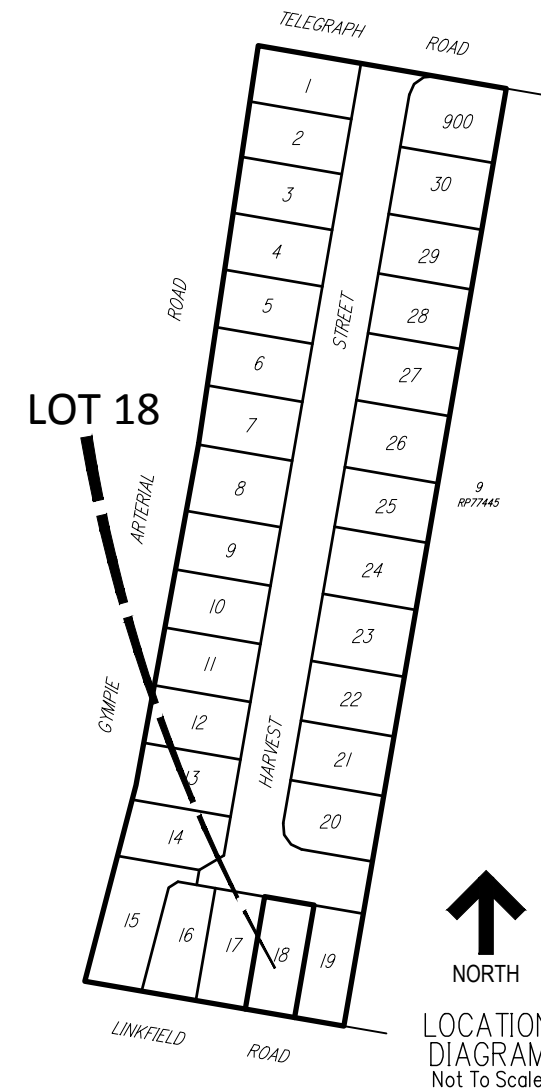 TELEGRAPH ROAD
1
900
2
30
3
4
29
ROAD
5
STREET
28
6
27
LOT 18
7
26
8
9
RP77445
25
ARTERIAL
9
24
10
23
11
GYMPIE
22
12
HARVEST
21
13
20
14
15
16
17
18
19
NORTH
LINKFIELD ROAD
LOCATION
DIAGRAM
Not To Scale